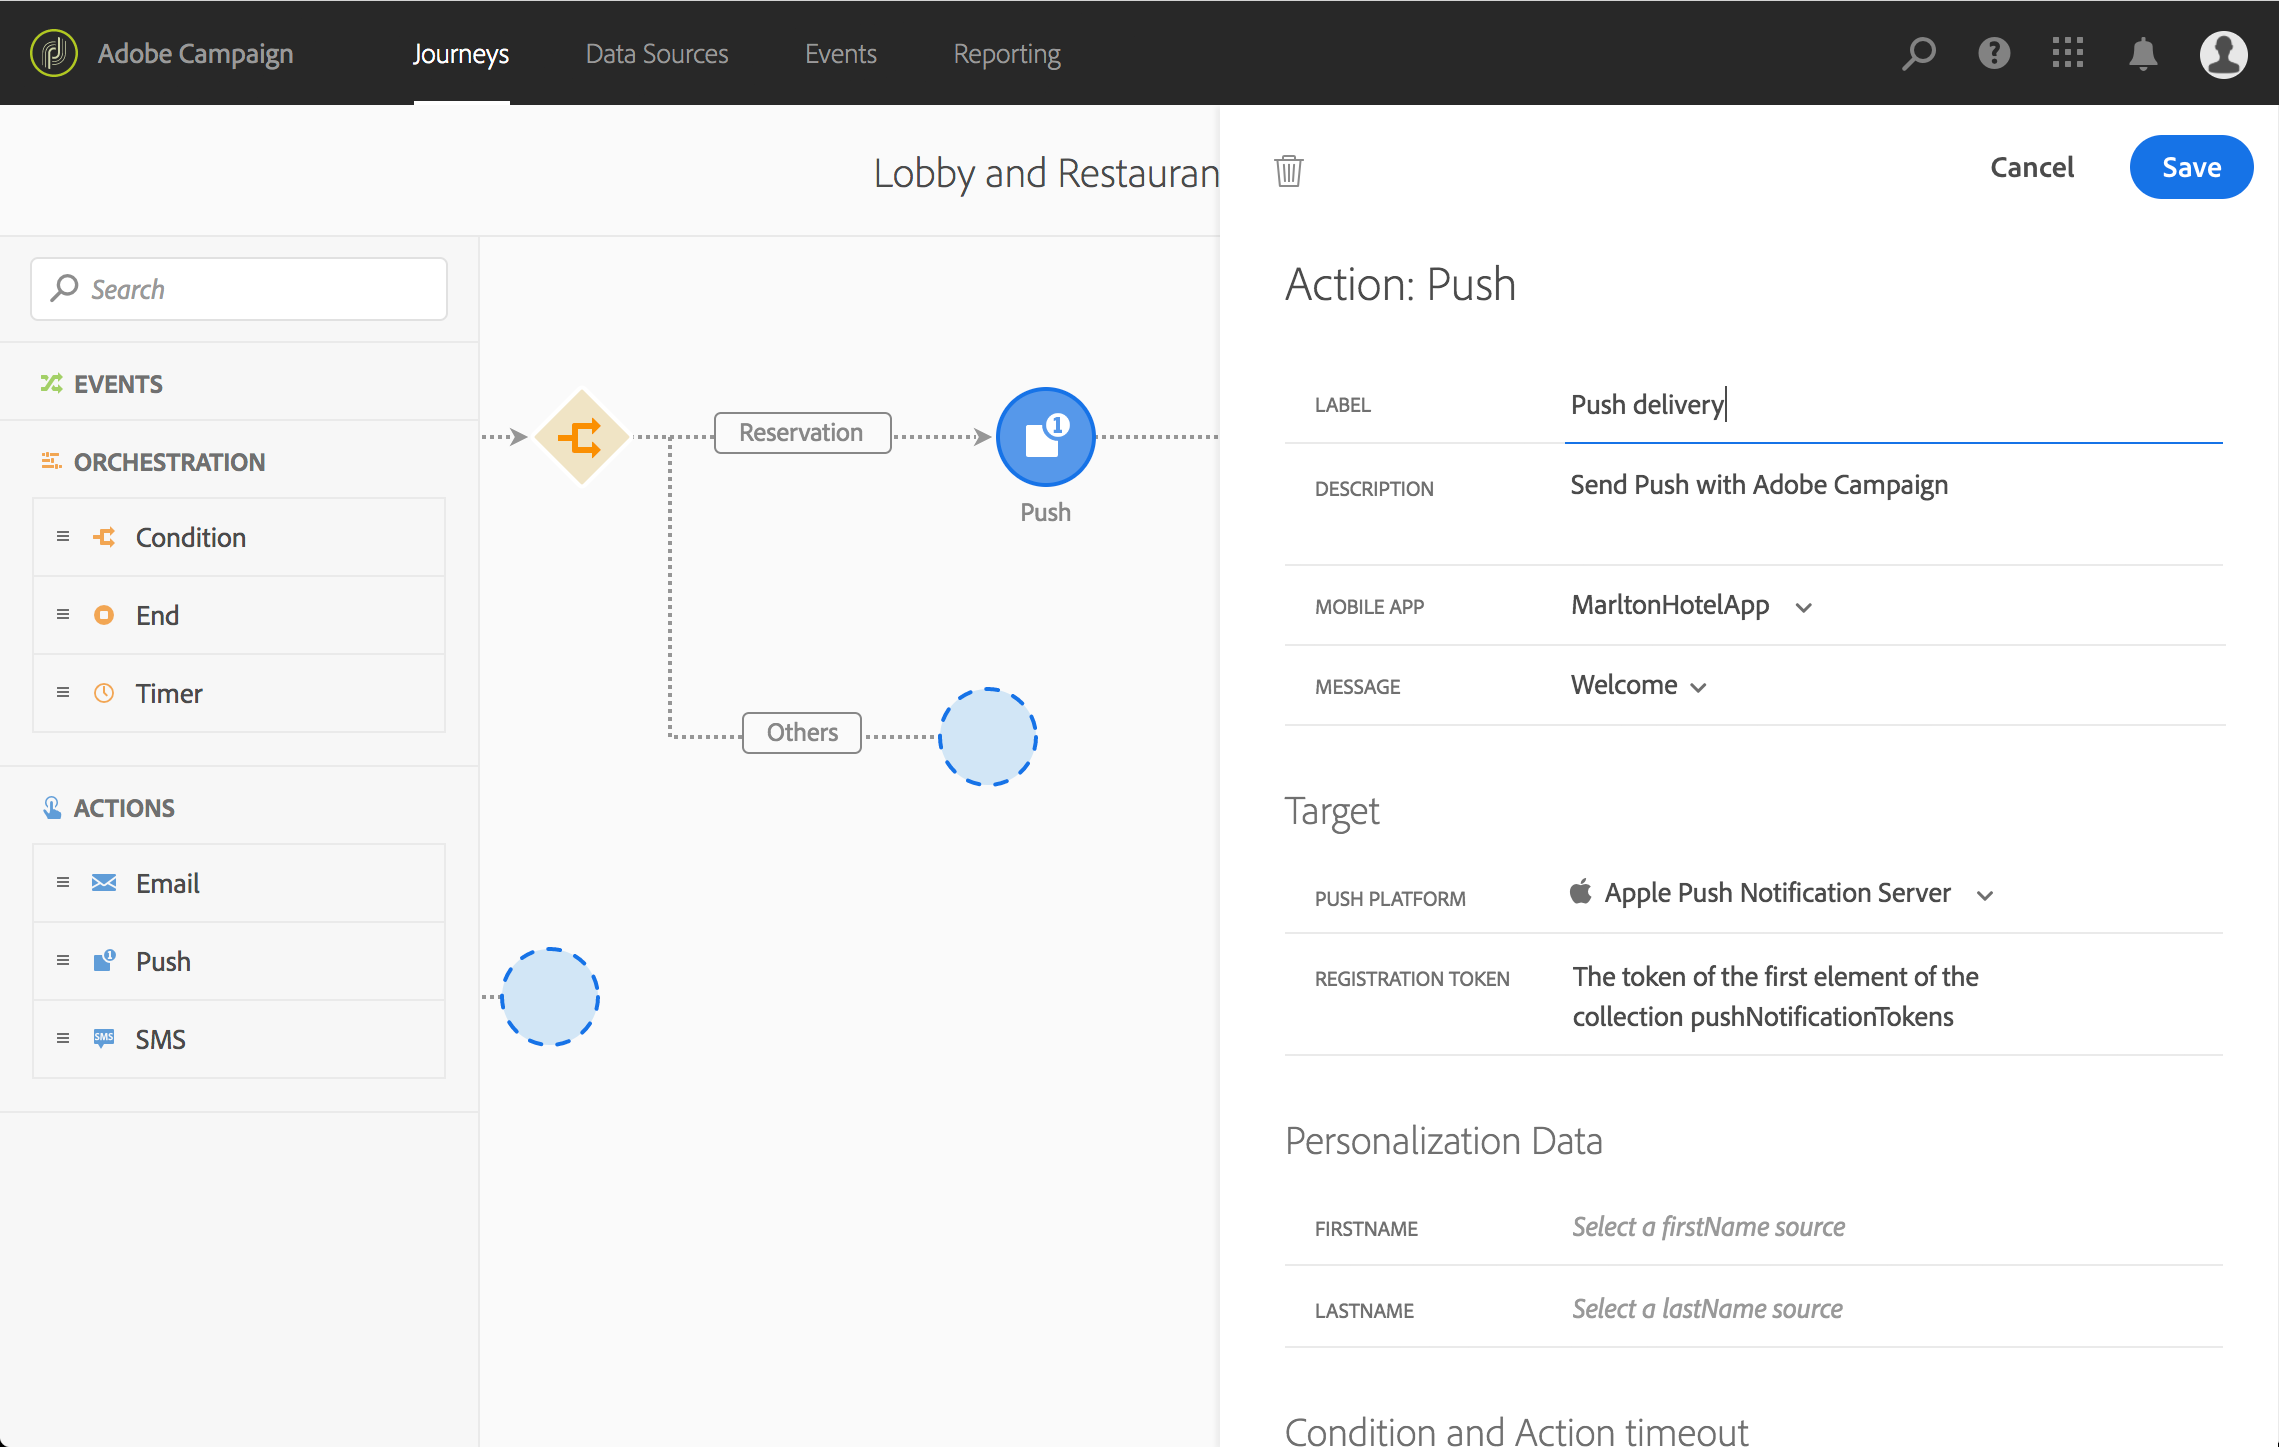 Adobe Campaign
Journeys
Data Sources
Events
Reporting
Lobby and Restauran
Cancel
Save
Search
EVENTS
ORCHESTRATION
Condition
End
Timer
ACTIONS
Email
1
Push
SMS
SMS
Reservation
1
Push
Others
Action: Push
LABEL
Push delivery
DESCRIPTION
Send Push with Adobe Campaign
MOBILE APP
MarltonHotelApp
MESSAGE
Welcome
Target
PUSH PLATFORM
Apple Push Notification Server
REGISTRATION TOKEN
The token of the first element of the
collection pushNotificationTokens
Personalization Data
FIRSTNAME
Select a firstName source
LASTNAME
Select a lastName source
Condition and Action timeout